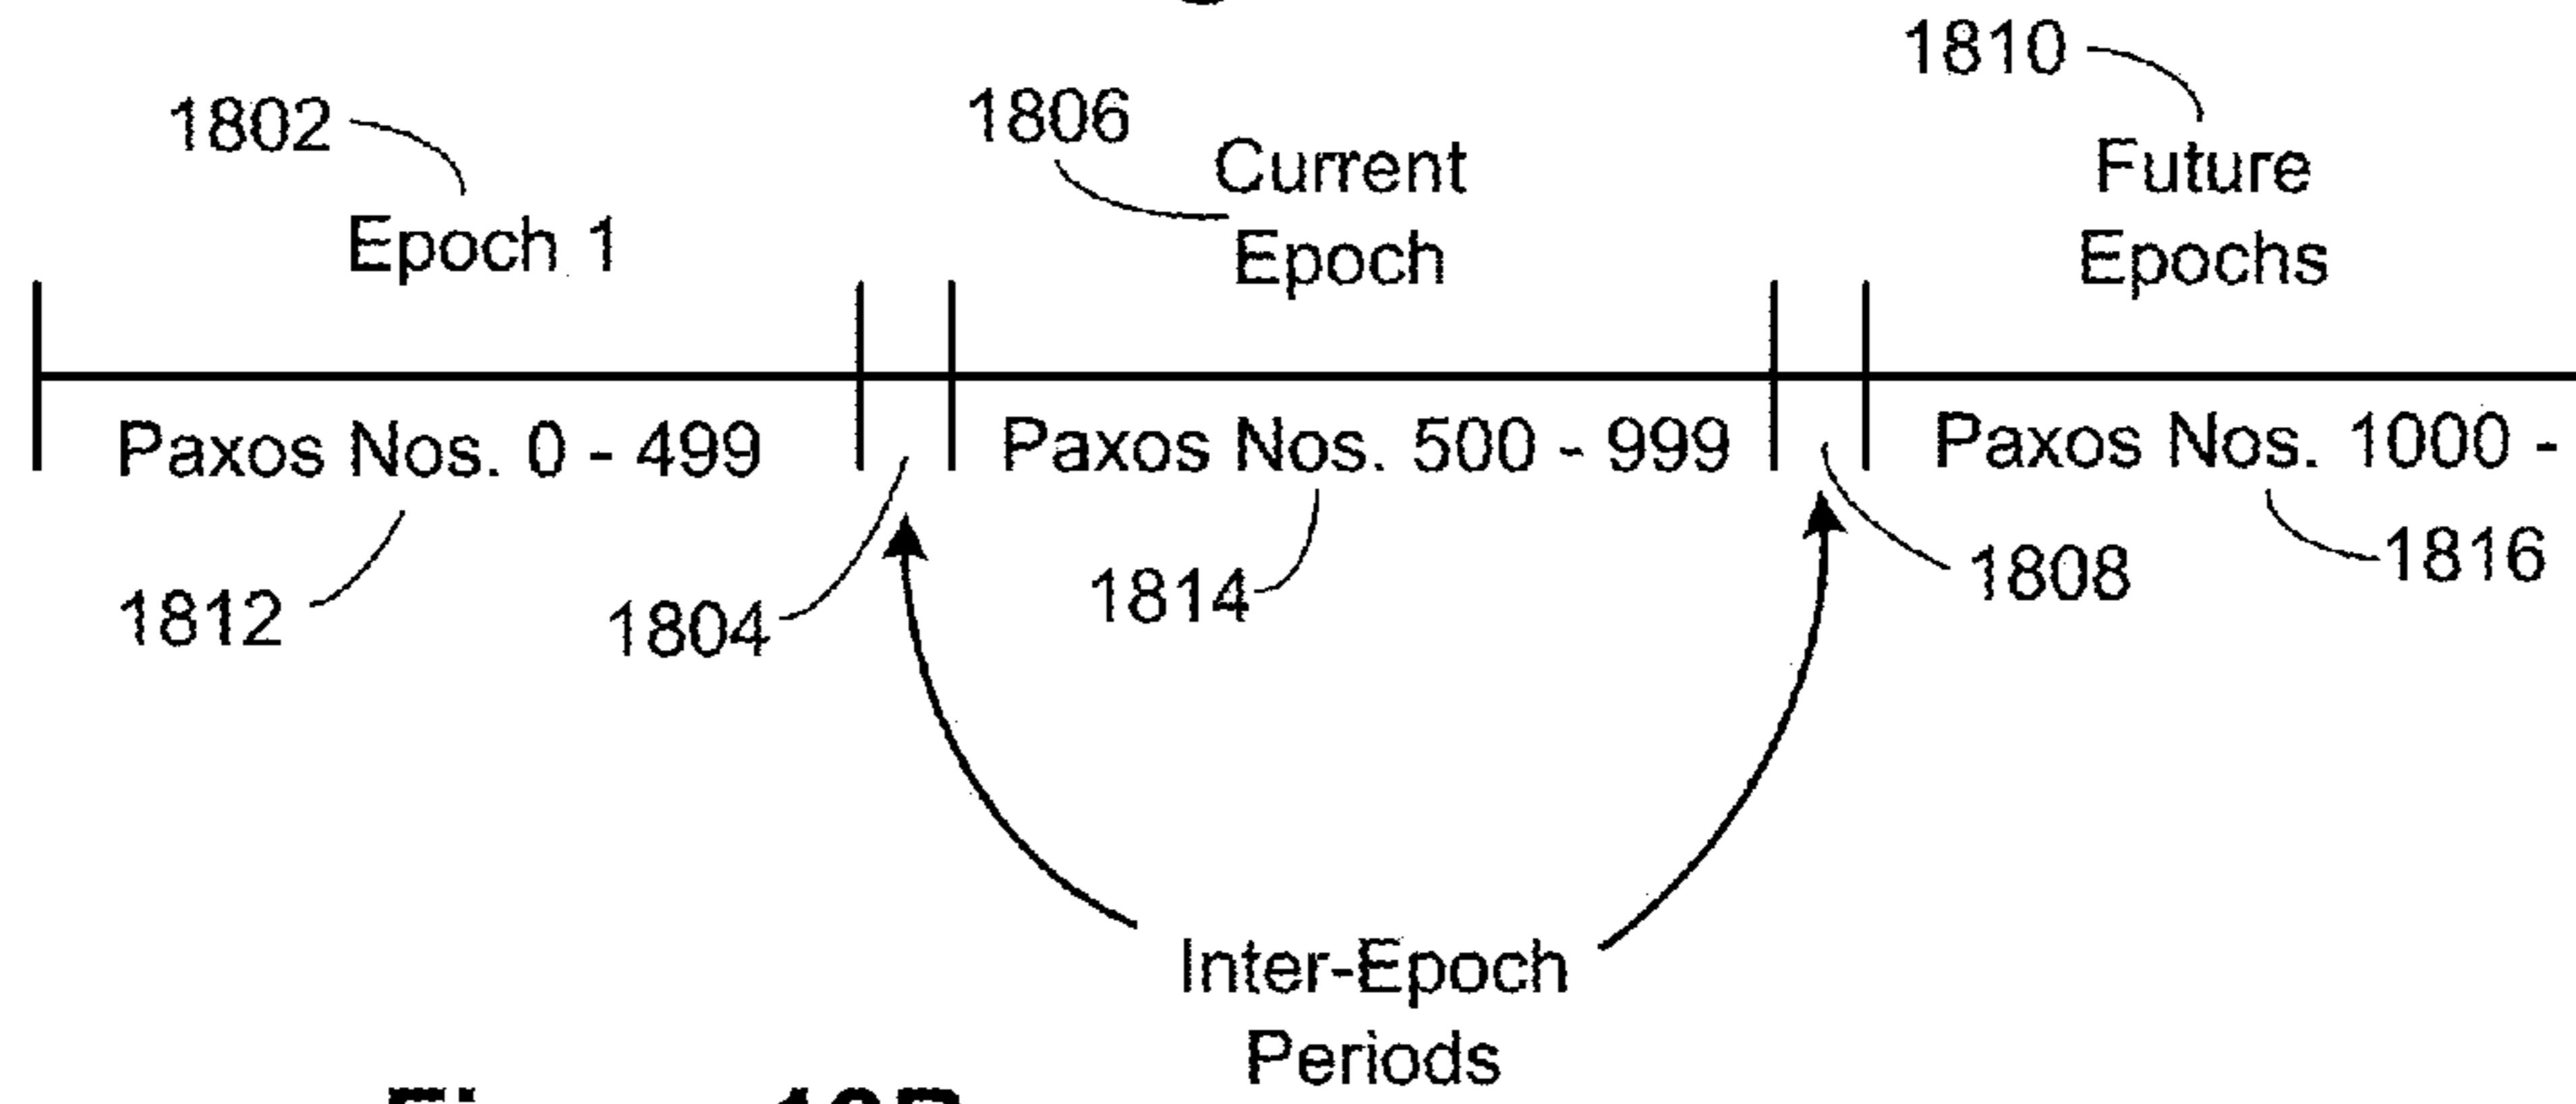 1810
1802
1806
Current
Epoch
Future
Epochs
Epoch 1
Paxos Nos. 0 - 499
Paxos Nos. 500 - 999
Paxos Nos. 1000 -
1812
1804
1814
1808
1816
Inter-Epoch
Periods